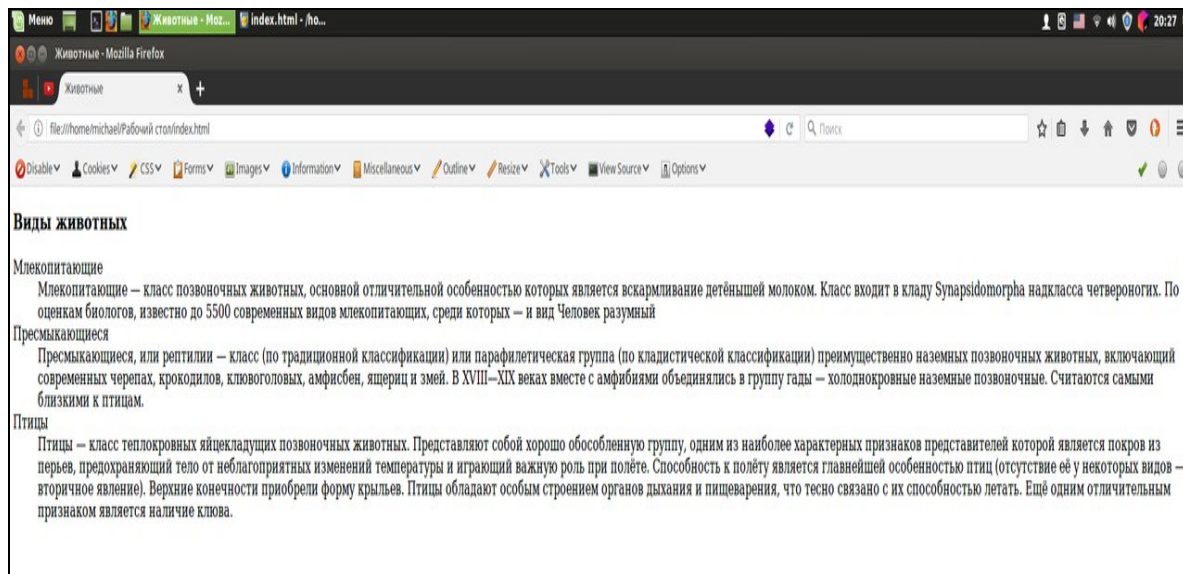 Меню Животные - Moz... index.html - /ho... 20:27
Животные - Mozilla Firefox
Животные x +
file:///home/michael/Рабочий стол/index.html Поиск
Disable Cookies CSS Forms Images Information Miscellaneous Outline Resize Tools View Source Options
Виды животных
Млекопитающие
Млекопитающие — класс позвоночных животных, основной отличительной особенностью которых является вскармливание детёнышей молоком. Класс входит в кладу Synapsidomorpha надкласса четвероногих. По
оценкам биологов, известно до 5500 современных видов млекопитающих, среди которых — и вид Человек разумный
Пресмыкающиеся
Пресмыкающиеся, или рептилии — класс (по традиционной классификации) или парафилетическая группа (по кладистической классификации) преимущественно наземных позвоночных животных, включающий
современных черепах, крокодилов, клювоголовых, амфисбен, ящериц и змей. В XVIII—XIX веках вместе с амфибиями объединялись в группу гады — холоднокровные наземные позвоночные. Считаются самыми
близкими к птицам.
Птицы
Птицы — класс теплокровных яйцекладущих позвоночных животных. Представляют собой хорошо обособленную группу, одним из наиболее характерных признаков представителей которой является покров из
перьев, предохраняющий тело от неблагоприятных изменений температуры и играющий важную роль при полёте. Способность к полёту является главнейшей особенностью птиц (отсутствие её у некоторых видов —
вторичное явление). Верхние конечности приобрели форму крыльев. Птицы обладают особым строением органов дыхания и пищеварения, что тесно связано с их способностью летать. Ещё одним отличительным
признаком является наличие клюва.